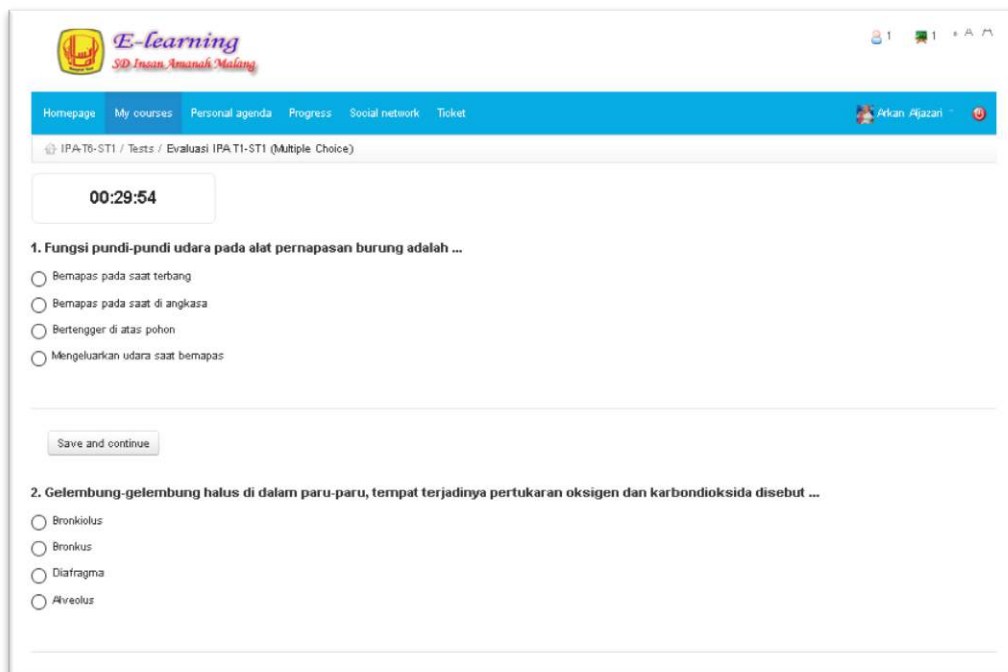 E-learning
SD Insan Amanah Malang
1 1 A A A
Homepage My courses Personal agenda Progress Social network Ticket Arkan Aljazari
IPA-T6-ST1 / Tests / Evaluasi IPA T1-ST1 (Multiple Choice)
00:29:54
1. Fungsi pundi-pundi udara pada alat pernapasan burung adalah ...
Bernapas pada saat terbang
Bernapas pada saat di angkasa
Bertengger di atas pohon
Mengeluarkan udara saat bernapas
Save and continue
2. Gelembung-gelembung halus di dalam paru-paru, tempat terjadinya pertukaran oksigen dan karbondioksida disebut ...
Bronkiolus
Bronkus
Diafragma
Alveolus